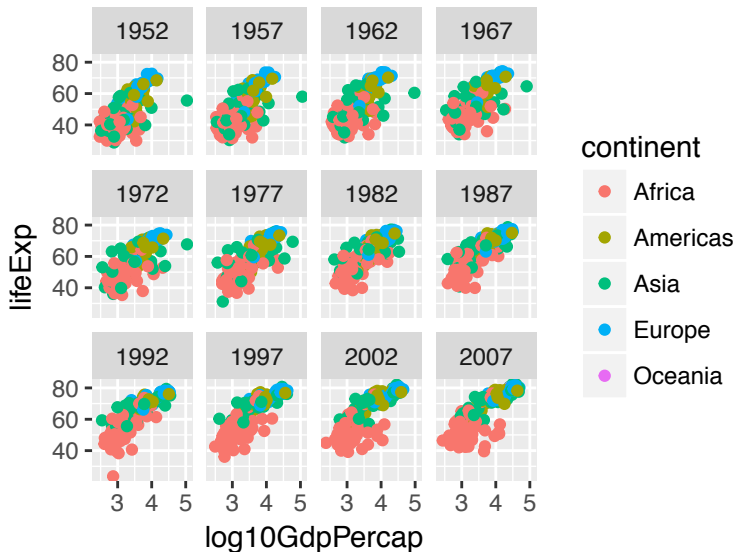 1952 1957 1962 1967
80
60
40
1972 1977 1982 1987
80
60
40
1992 1997 2002 2007
80
60
40
3 4 5 3 4 5 3 4 5 3 4 5
log10GdpPercap
lifeExp
continent
Africa
Americas
Asia
Europe
Oceania